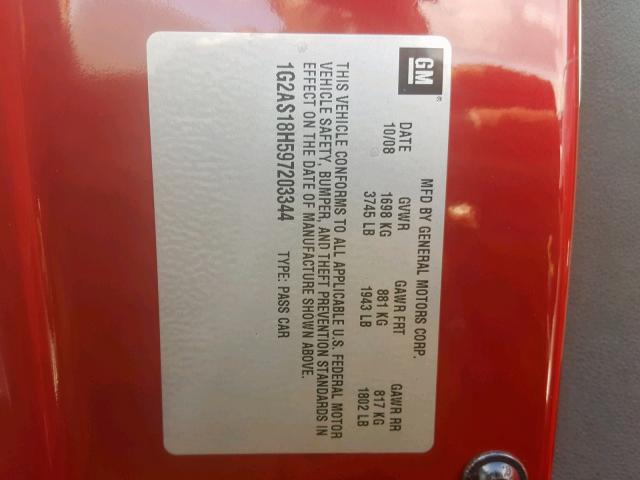 GM®
MFD BY GENERAL MOTORS CORP.
DATE GVWR GAWR FRT GAWR RR
10/08 1698 KG 881 KG 817 KG
3745 LB 1943 LB 1802 LB
THIS VEHICLE CONFORMS TO ALL APPLICABLE U.S. FEDERAL MOTOR
VEHICLE SAFETY, BUMPER, AND THEFT PREVENTION STANDARDS IN
EFFECT ON THE DATE OF MANUFACTURE SHOWN ABOVE.
1G2AS18H597203344 TYPE: PASS CAR